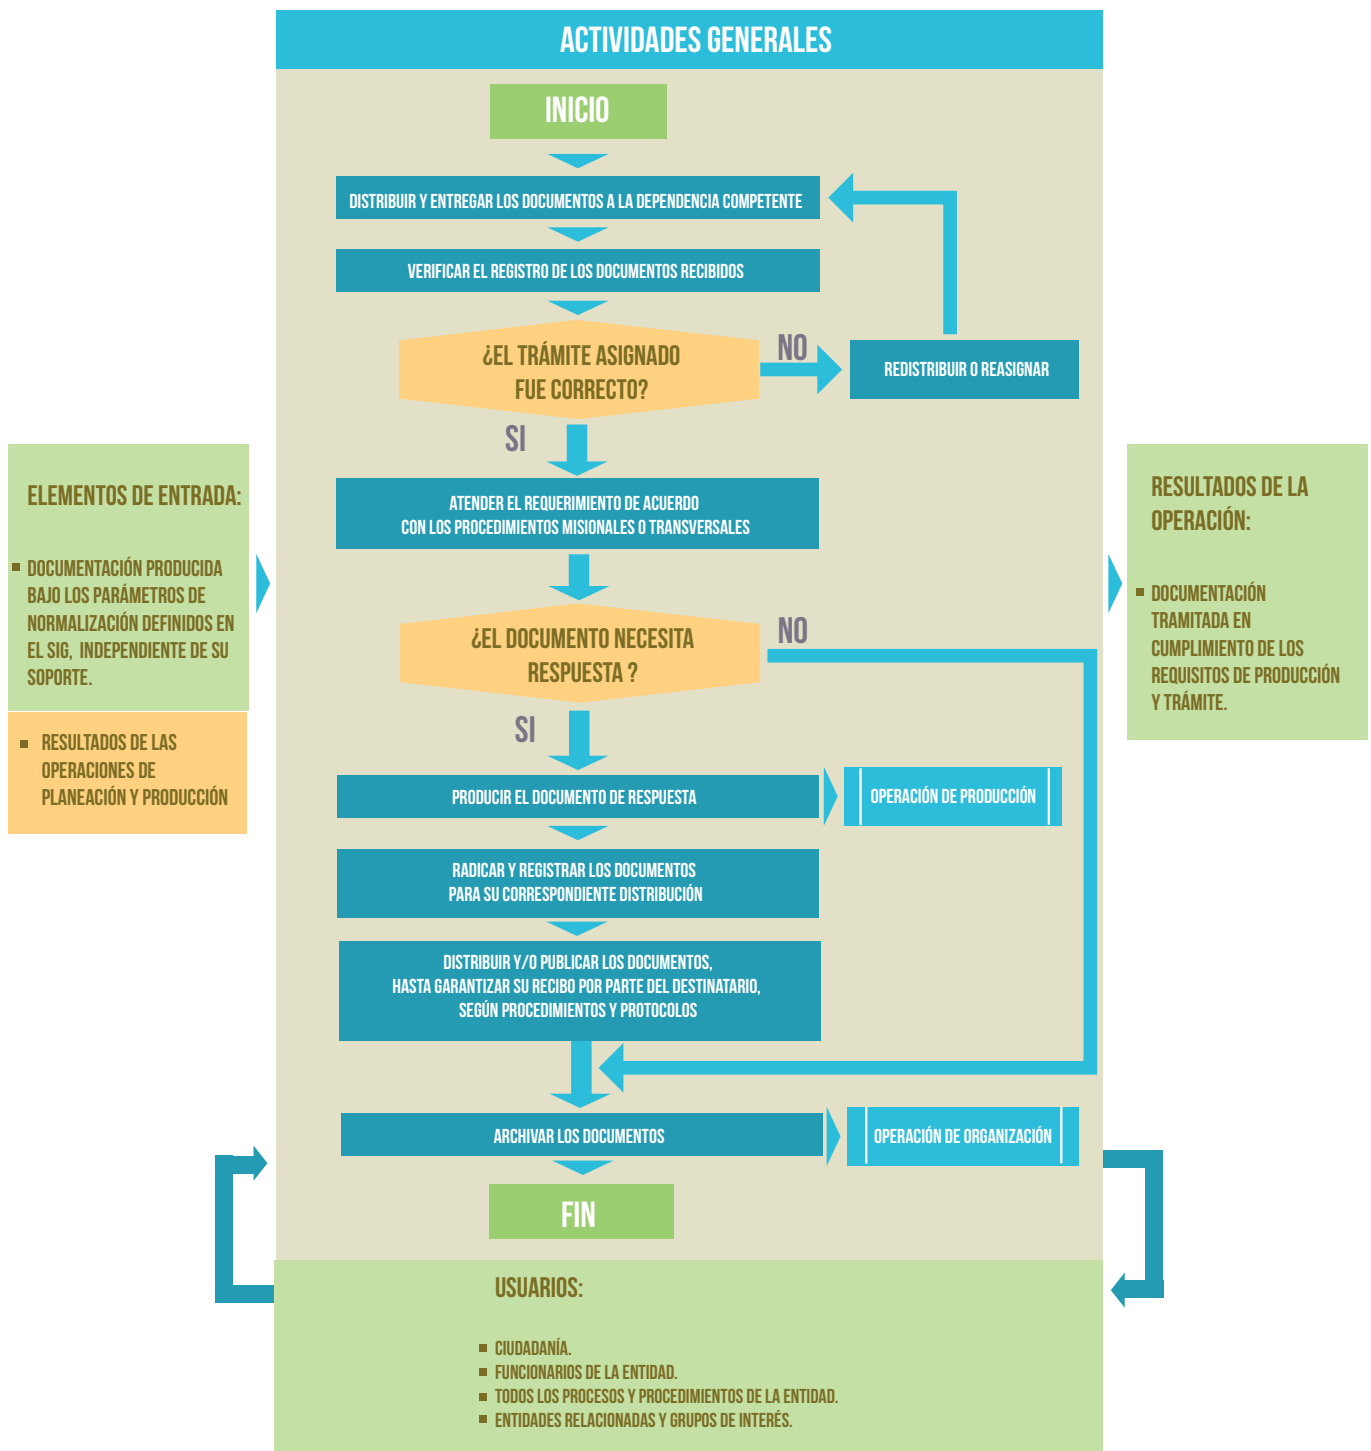 ACTIVIDADES GENERALES
INICIO
DISTRIBUIR Y ENTREGAR LOS DOCUMENTOS A LA DEPENDENCIA COMPETENTE
VERIFICAR EL REGISTRO DE LOS DOCUMENTOS RECIBIDOS
¿EL TRÁMITE ASIGNADO
FUE CORRECTO?
NO
REDISTRIBUIR O REASIGNAR
SI
ATENDER EL REQUERIMIENTO DE ACUERDO
CON LOS PROCEDIMIENTOS MISIONALES O TRANSVERSALES
¿EL DOCUMENTO NECESITA
RESPUESTA ?
NO
SI
PRODUCIR EL DOCUMENTO DE RESPUESTA
OPERACIÓN DE PRODUCCIÓN
RADICAR Y REGISTRAR LOS DOCUMENTOS
PARA SU CORRESPONDIENTE DISTRIBUCIÓN
DISTRIBUIR Y/O PUBLICAR LOS DOCUMENTOS,
HASTA GARANTIZAR SU RECIBO POR PARTE DEL DESTINATARIO,
SEGÚN PROCEDIMIENTOS Y PROTOCOLOS
ARCHIVAR LOS DOCUMENTOS
OPERACIÓN DE ORGANIZACIÓN
FIN
ELEMENTOS DE ENTRADA:
DOCUMENTACIÓN PRODUCIDA
BAJO LOS PARÁMETROS DE
NORMALIZACIÓN DEFINIDOS EN
EL SIG, INDEPENDIENTE DE SU
SOPORTE.
RESULTADOS DE LAS
OPERACIONES DE
PLANEACIÓN Y PRODUCCIÓN
RESULTADOS DE LA
OPERACIÓN:
DOCUMENTACIÓN
TRAMITADA EN
CUMPLIMIENTO DE LOS
REQUISITOS DE PRODUCCIÓN
Y TRÁMITE.
USUARIOS:
CIUDADANÍA.
FUNCIONARIOS DE LA ENTIDAD.
TODOS LOS PROCESOS Y PROCEDIMIENTOS DE LA ENTIDAD.
ENTIDADES RELACIONADAS Y GRUPOS DE INTERÉS.